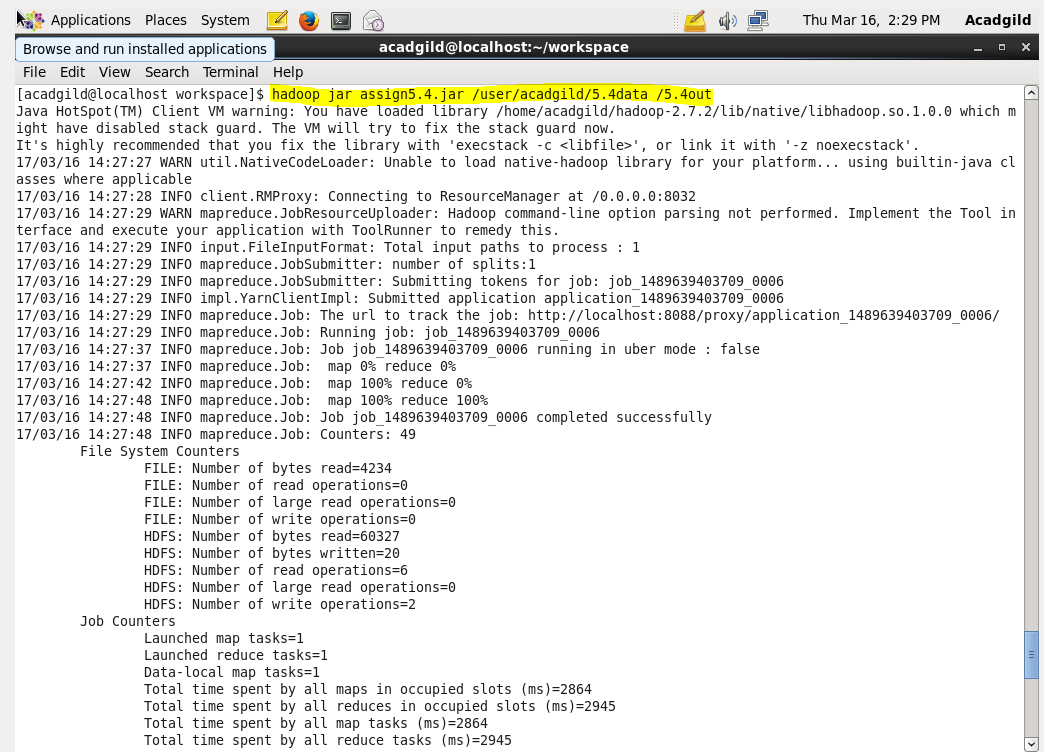 Applications Places System Thu Mar 16, 2:29 PM Acadgild
Browse and run installed applications
acadgild@localhost:~/workspace
File Edit View Search Terminal Help
[acadgild@localhost workspace]$ hadoop jar assign5.4.jar /user/acadgild/5.4data /5.4out
Java HotSpot(TM) Client VM warning: You have loaded library /home/acadgild/hadoop-2.7.2/lib/native/libhadoop.so.1.0.0 which m
ight have disabled stack guard. The VM will try to fix the stack guard now.
It's highly recommended that you fix the library with 'execstack -c <libfile>', or link it with '-z noexecstack'.
17/03/16 14:27:27 WARN util.NativeCodeLoader: Unable to load native-hadoop library for your platform... using builtin-java cl
asses where applicable
17/03/16 14:27:28 INFO client.RMProxy: Connecting to ResourceManager at /0.0.0.0:8032
17/03/16 14:27:29 WARN mapreduce.JobResourceUploader: Hadoop command-line option parsing not performed. Implement the Tool in
terface and execute your application with ToolRunner to remedy this.
17/03/16 14:27:29 INFO input.FileInputFormat: Total input paths to process : 1
17/03/16 14:27:29 INFO mapreduce.JobSubmitter: number of splits:1
17/03/16 14:27:29 INFO mapreduce.JobSubmitter: Submitting tokens for job: job_1489639403709_0006
17/03/16 14:27:29 INFO impl.YarnClientImpl: Submitted application application_1489639403709_0006
17/03/16 14:27:29 INFO mapreduce.Job: The url to track the job: http://localhost:8088/proxy/application_1489639403709_0006/
17/03/16 14:27:29 INFO mapreduce.Job: Running job: job_1489639403709_0006
17/03/16 14:27:37 INFO mapreduce.Job: Job job_1489639403709_0006 running in uber mode : false
17/03/16 14:27:37 INFO mapreduce.Job:  map 0% reduce 0%
17/03/16 14:27:42 INFO mapreduce.Job:  map 100% reduce 0%
17/03/16 14:27:48 INFO mapreduce.Job:  map 100% reduce 100%
17/03/16 14:27:48 INFO mapreduce.Job: Job job_1489639403709_0006 completed successfully
17/03/16 14:27:48 INFO mapreduce.Job: Counters: 49
File System Counters
FILE: Number of bytes read=4234
FILE: Number of read operations=0
FILE: Number of large read operations=0
FILE: Number of write operations=0
HDFS: Number of bytes read=60327
HDFS: Number of bytes written=20
HDFS: Number of read operations=6
HDFS: Number of large read operations=0
HDFS: Number of write operations=2
Job Counters
Launched map tasks=1
Launched reduce tasks=1
Data-local map tasks=1
Total time spent by all maps in occupied slots (ms)=2864
Total time spent by all reduces in occupied slots (ms)=2945
Total time spent by all map tasks (ms)=2864
Total time spent by all reduce tasks (ms)=2945